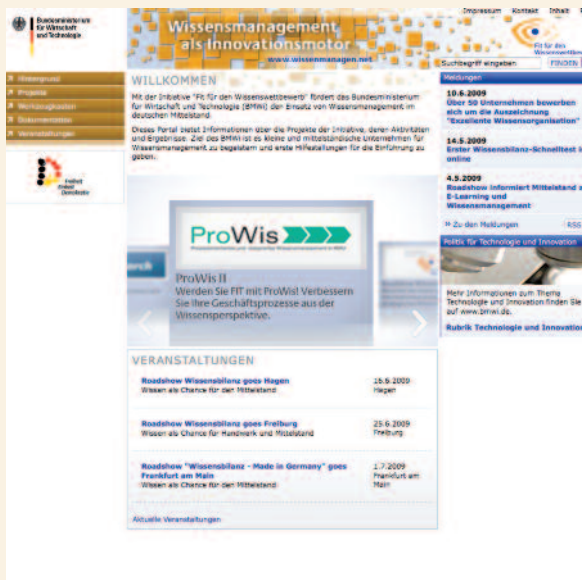 Bundesministerium
für Wirtschaft
und Technologie
Wissensmanagement
als Innovationsmotor
www.wissenmanagen.net
Impressum Kontakt Inhalt
Fit für den
Wissenswettbewerb
Suchbegriff eingeben FINDEN
Hintergrund
Projekte
Werkzeugkasten
Dokumentation
Veranstaltungen
Freiheit
Einheit
Demokratie
WILLKOMMEN
Mit der Initiative "Fit für den Wissenswettbewerb" fördert das Bundesministerium
für Wirtschaft und Technologie (BMWi) den Einsatz von Wissensmanagement im
deutschen Mittelstand.
Dieses Portal bietet Informationen über die Projekte der Initiative, deren Aktivitäten
und Ergebnisse. Ziel des BMWi ist es kleine und mittelständische Unternehmen für
Wissensmanagement zu begeistern und erste Hilfestellungen für die Einführung zu
geben.
ProWis
ProWis II
Werden Sie FIT mit ProWis! Verbessern
Sie Ihre Geschäftsprozesse aus der
Wissensperspektive.
VERANSTALTUNGEN
Roadshow Wissensbilanz goes Hagen 16.6.2009
Wissen als Chance für den Mittelstand Hagen
Roadshow Wissensbilanz goes Freiburg 25.6.2009
Wissen als Chance für Handwerk und Mittelstand Freiburg
Roadshow "Wissensbilanz - Made in Germany" goes 1.7.2009
Frankfurt am Main Frankfurt am
Wissen als Chance für den Mittelstand Main
Aktuelle Veranstaltungen
Meldungen
10.6.2009
Über 50 Unternehmen bewerben
sich um die Auszeichnung
"Exzellente Wissensorganisation"
14.5.2009
Erster Wissensbilanz-Schnelltest
online
4.5.2009
Roadshow informiert Mittelstand
E-Learning und
Wissensmanagement
Zu den Meldungen RSS
Politik für Technologie und Innovation
Mehr Informationen zum Thema
Technologie und Innovation finden Sie
auf www.bmwi.de.
Rubrik Technologie und Innovation